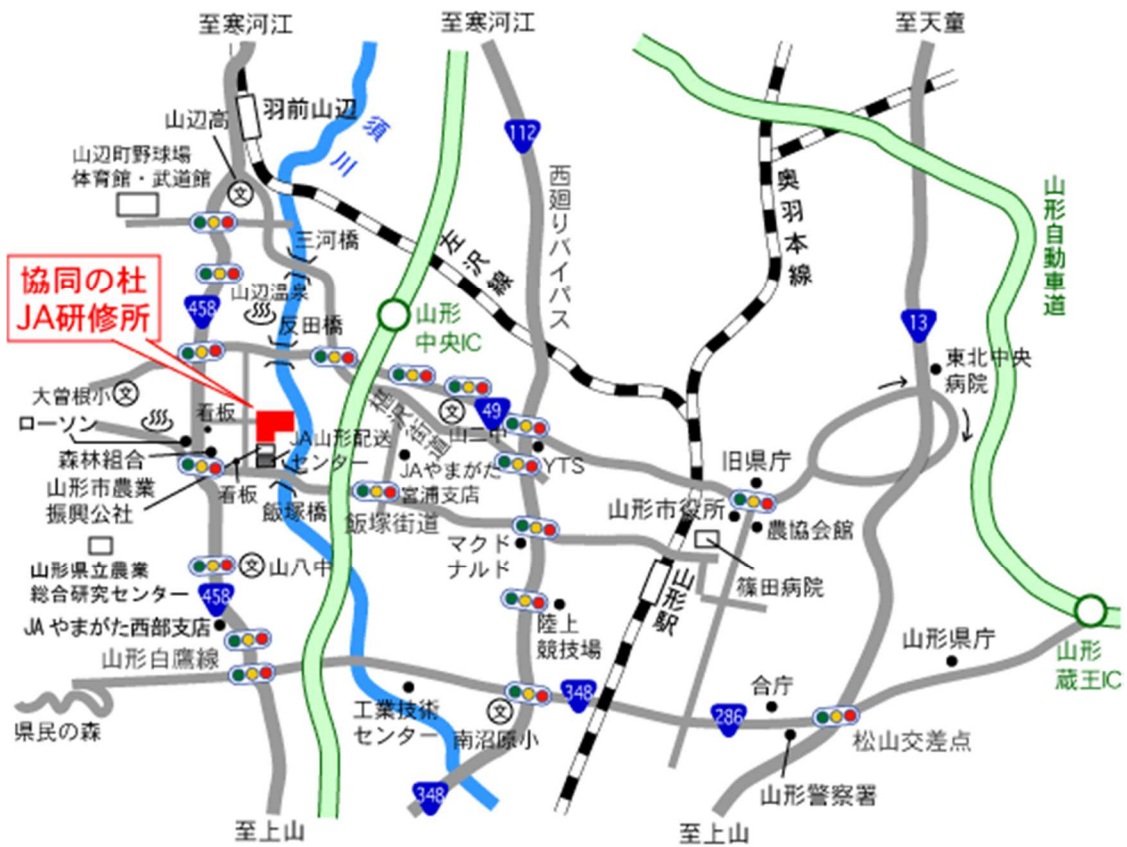 至寒河江
至寒河江
至天童
羽前山辺
山辺高
須川
112
山辺町野球場
体育館・武道館
西廻りバイパス
奥羽本線
山形自動車道
三河橋
左沢線
協同の杜
JA研修所
山辺温泉
458
反田橋
山形
中央IC
13
東北中央
病院
大曽根小
文
文
ローソン
看板
狐沢街道
文
49
山二中
森林組合
JA山形配送
センター
YTS
山形市農業
振興公社
看板
JAやまがた
宮浦支店
旧県庁
飯塚橋
飯塚街道
山形市役所
農協会館
マクド
ナルド
篠田病院
山形県立農業
総合研究センター
文
山八中
458
山形駅
陸上
競技場
JAやまがた西部支店
山形白鷹線
山形県庁
山形
蔵王IC
県民の森
工業技術
センター
文
南沼原小
348
286
合庁
松山交差点
348
山形警察署
至上山
至上山